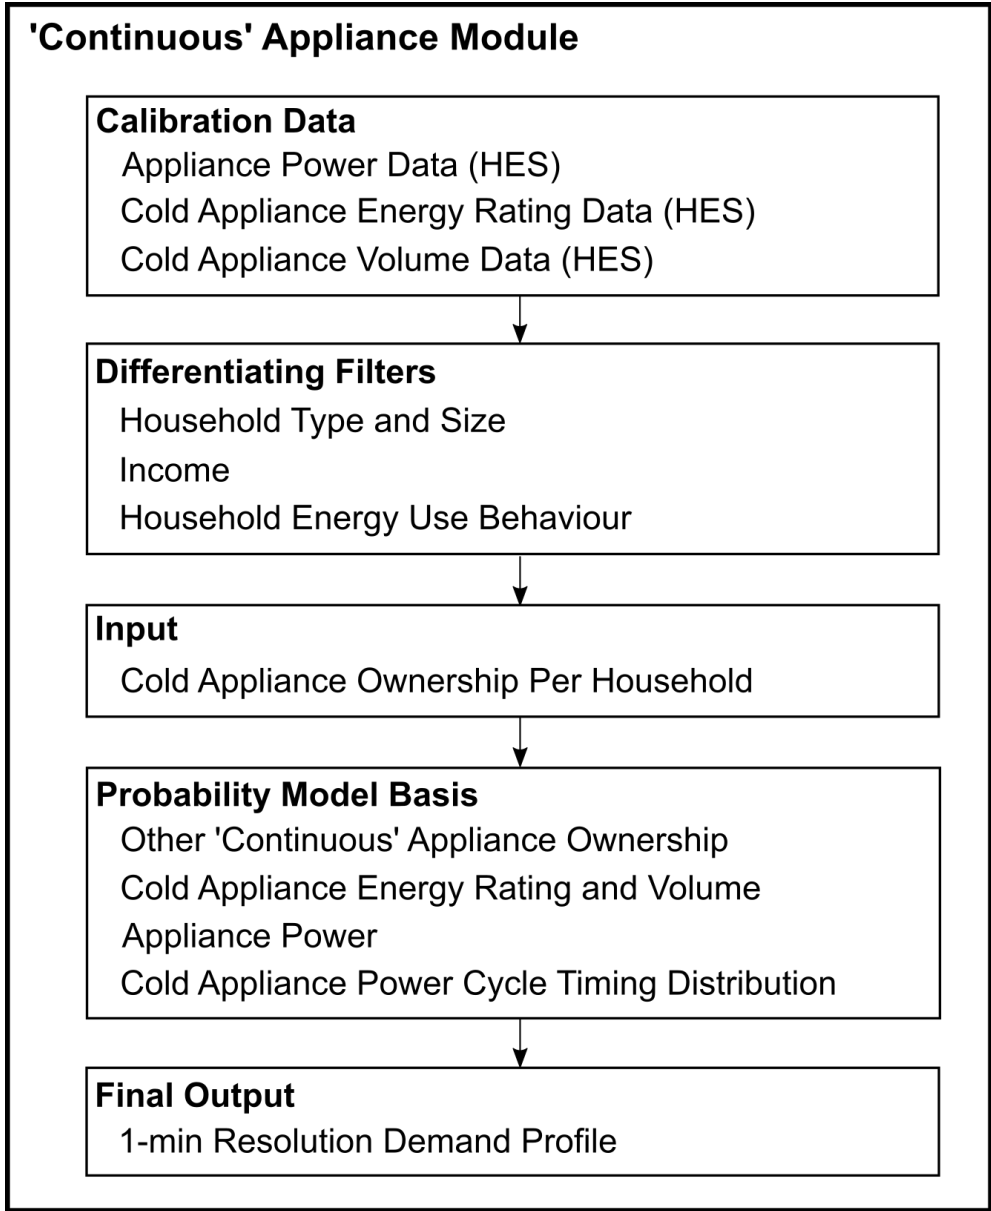 'Continuous' Appliance Module
Calibration Data
Appliance Power Data (HES)
Cold Appliance Energy Rating Data (HES)
Cold Appliance Volume Data (HES)
Differentiating Filters
Household Type and Size
Income
Household Energy Use Behaviour
Input
Cold Appliance Ownership Per Household
Probability Model Basis
Other 'Continuous' Appliance Ownership
Cold Appliance Energy Rating and Volume
Appliance Power
Cold Appliance Power Cycle Timing Distribution
Final Output
1-min Resolution Demand Profile